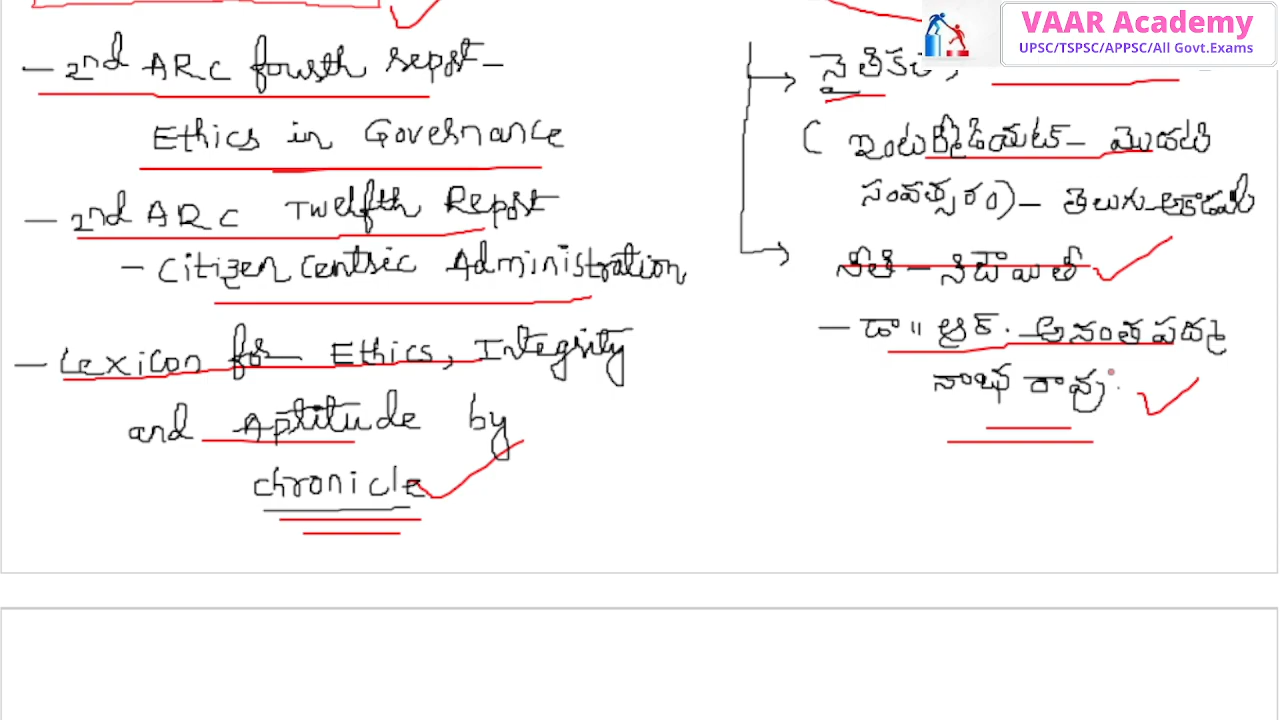 VAAR Academy
UPSC/TSPSC/APPSC/All Govt.Exams
- 2nd ARC fourth report -
Ethics in Governance
- 2nd ARC Twelfth Report
- Citizen centric Administration
- Lexicon for Ethics, Integrity
and Aptitude by
chronicle
నైతికత,
( ఇంటర్మీడియట్ - మొదటి
సంవత్సరం) - తెలుగు అకాడమీ
నీతి - నిజాయితీ
- డా॥ ఆర్. అనంత పద్మ
నాభ రావు.